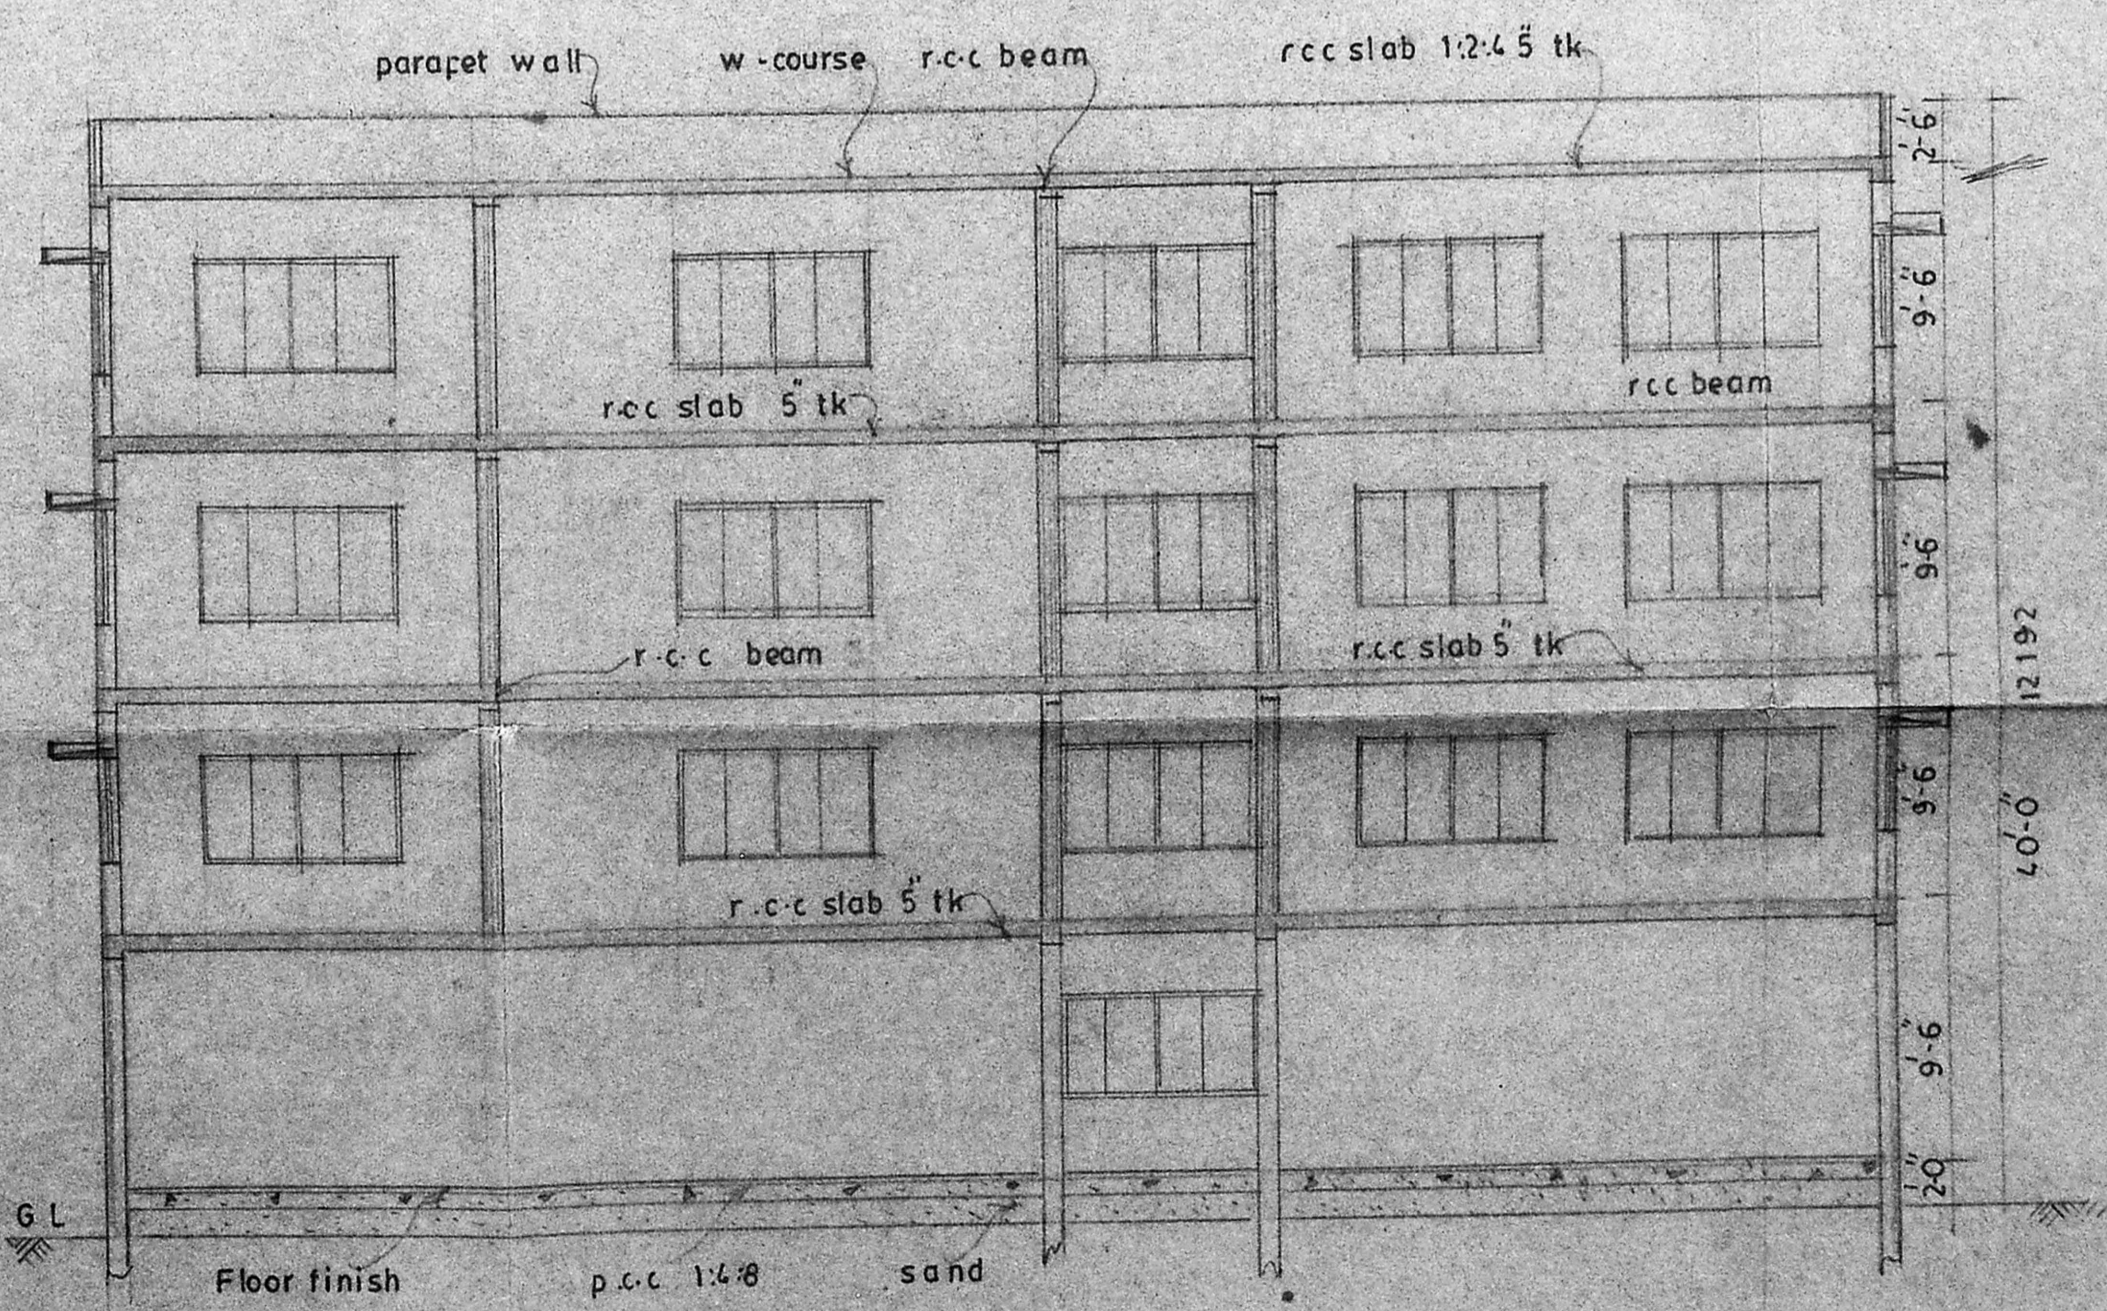 parapet wall
w-course
r.c.c beam
rcc slab 1:2:4 5" tk
2'-6"
9'-6"
r.c.c slab 5" tk
rcc beam
9'-6"
r.c.c beam
r.c.c slab 5" tk
12192
9'-6"
40'-0"
r.c.c slab 5" tk
9'-6"
2'-0"
G L
Floor finish
p.c.c 1:4:8
sand